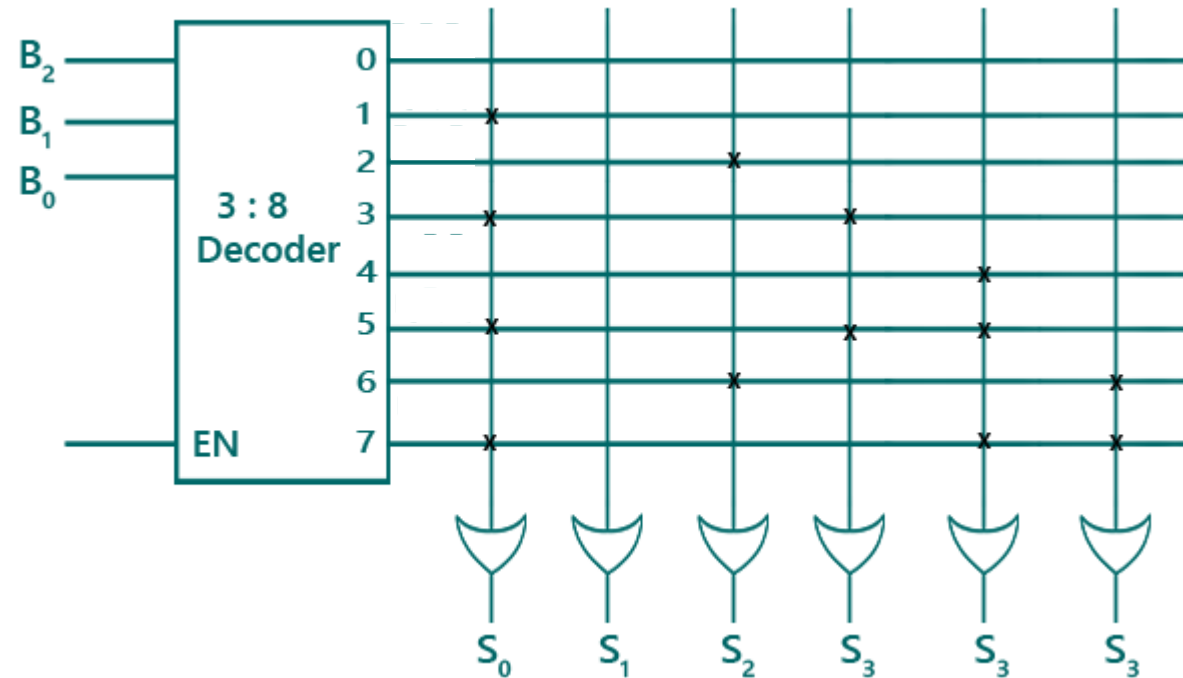 B₂
B₁
B₀
3 : 8
Decoder
EN
0
1
2
3
4
5
6
7
x
x
x x
x
x x x
x x
x x x
S₀ S₁ S₂ S₃ S₃ S₃